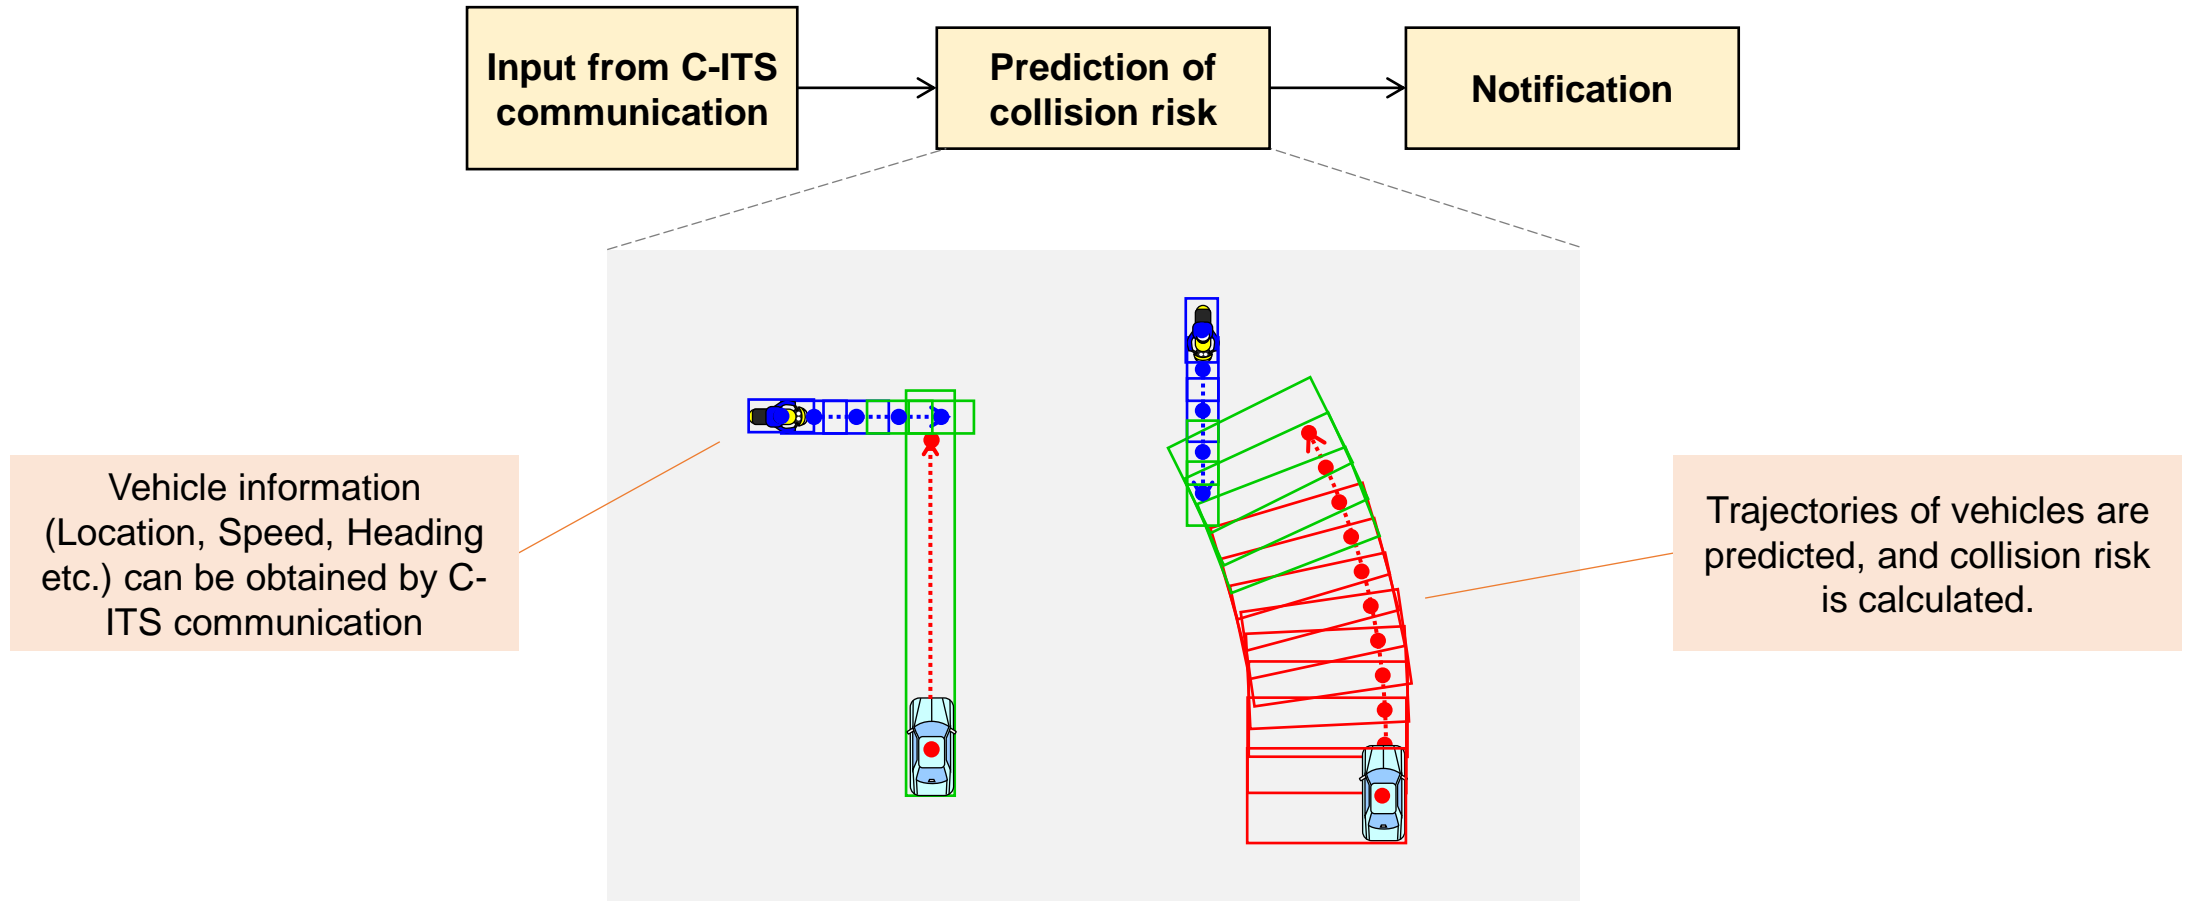 Input from C-ITS
communication
Prediction of
collision risk
Notification
Vehicle information
(Location, Speed, Heading
etc.) can be obtained by C-
ITS communication
Trajectories of vehicles are
predicted, and collision risk
is calculated.